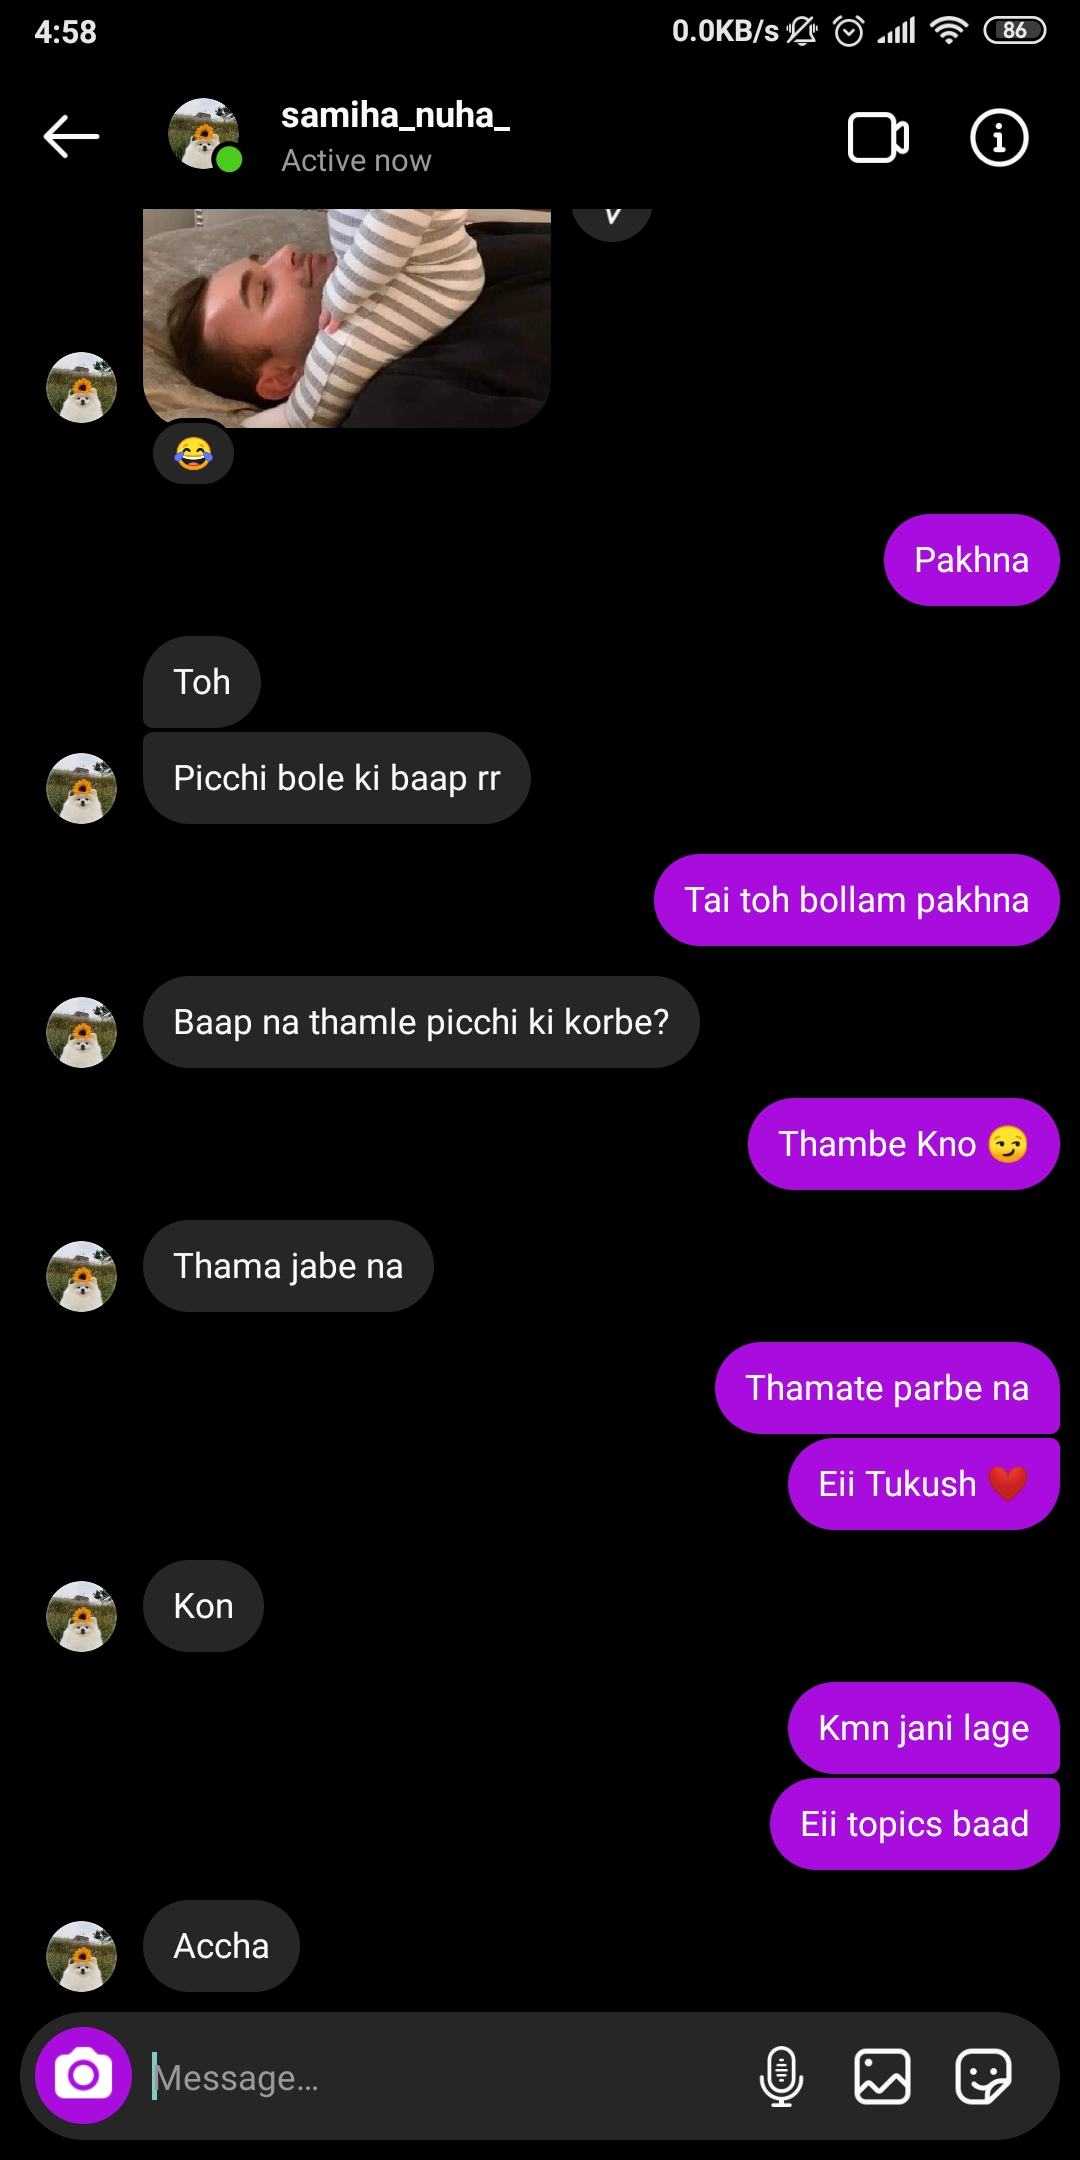 4:58
0.0KB/s
86
samiha_nuha_
Active now
Pakhna
Toh
Picchi bole ki baap rr
Tai toh bollam pakhna
Baap na thamle picchi ki korbe?
Thambe Kno 😏
Thama jabe na
Thamate parbe na
Eii Tukush ❤️
Kon
Kmn jani lage
Eii topics baad
Accha
Message...